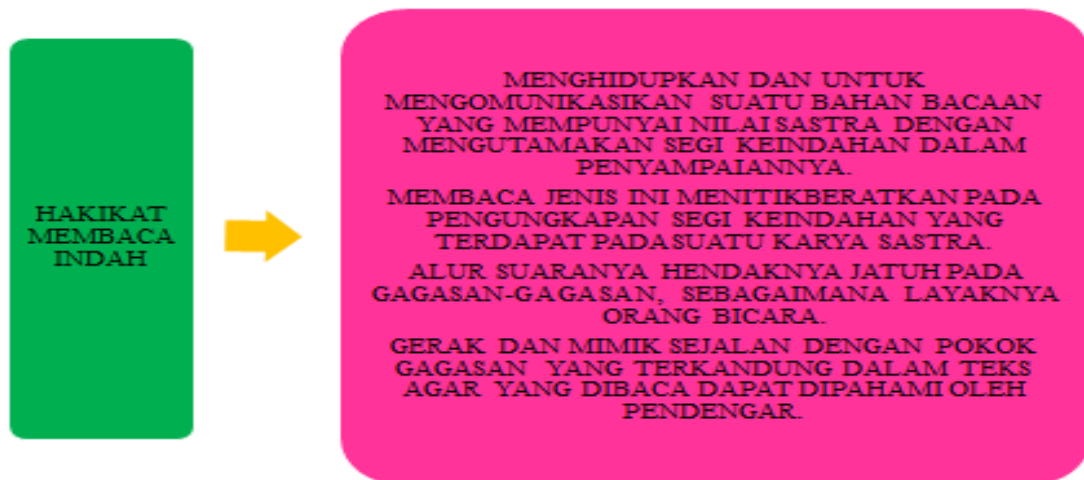 HAKIKAT
MEMBACA
INDAH
MENGHIDUPKAN DAN UNTUK
MENGOMUNIKASIKAN SUATU BAHAN BACAAN
YANG MEMPUNYAI NILAI SASTRA DENGAN
MENGUTAMAKAN SEGI KEINDAHAN DALAM
PENYAMPAIANNYA.
MEMBACA JENIS INI MENITIKBERATKAN PADA
PENGUNGKAPAN SEGI KEINDAHAN YANG
TERDAPAT PADASUATU KARYA SASTRA.
ALUR SUARANYA HENDAKNYA JATUH PADA
GAGASAN-GAGASAN, SEBAGAIMANA LAYAKNYA
ORANG BICARA.
GERAK DAN MIMIK SEJALAN DENGAN POKOK
GAGASAN YANG TERKANDUNG DALAM TEKS
AGAR YANG DIBACA DAPAT DIPAHAMI OLEH
PENDENGAR.